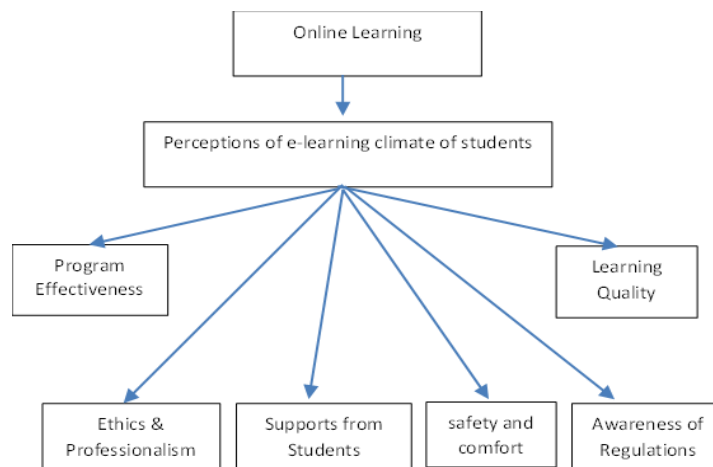 Online Learning
Perceptions of e-learning climate of students
Program
Effectiveness
Learning
Quality
Ethics &
Professionalism
Supports from
Students
safety and
comfort
Awareness of
Regulations